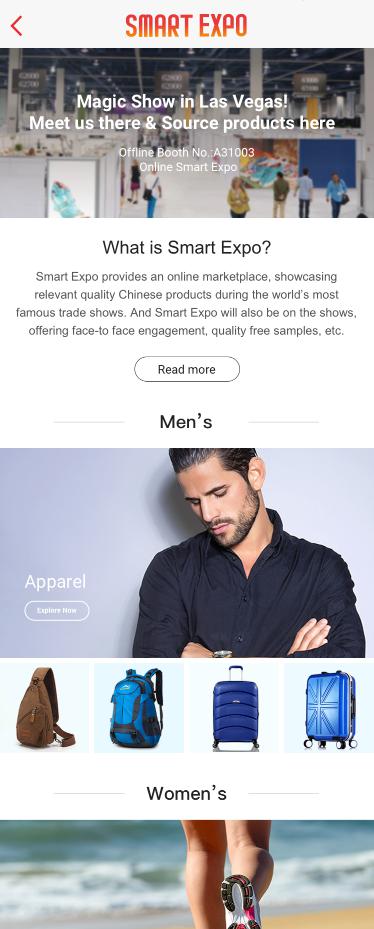 SMART EXPO
Magic Show in Las Vegas!
Meet us there & Source products here
Offline Booth No.:A31003
Online Smart Expo
What is Smart Expo?
Smart Expo provides an online marketplace, showcasing
relevant quality Chinese products during the world's most
famous trade shows. And Smart Expo will also be on the shows,
offering face-to face engagement, quality free samples, etc.
Read more
Men's
Apparel
Explore Now
Women's